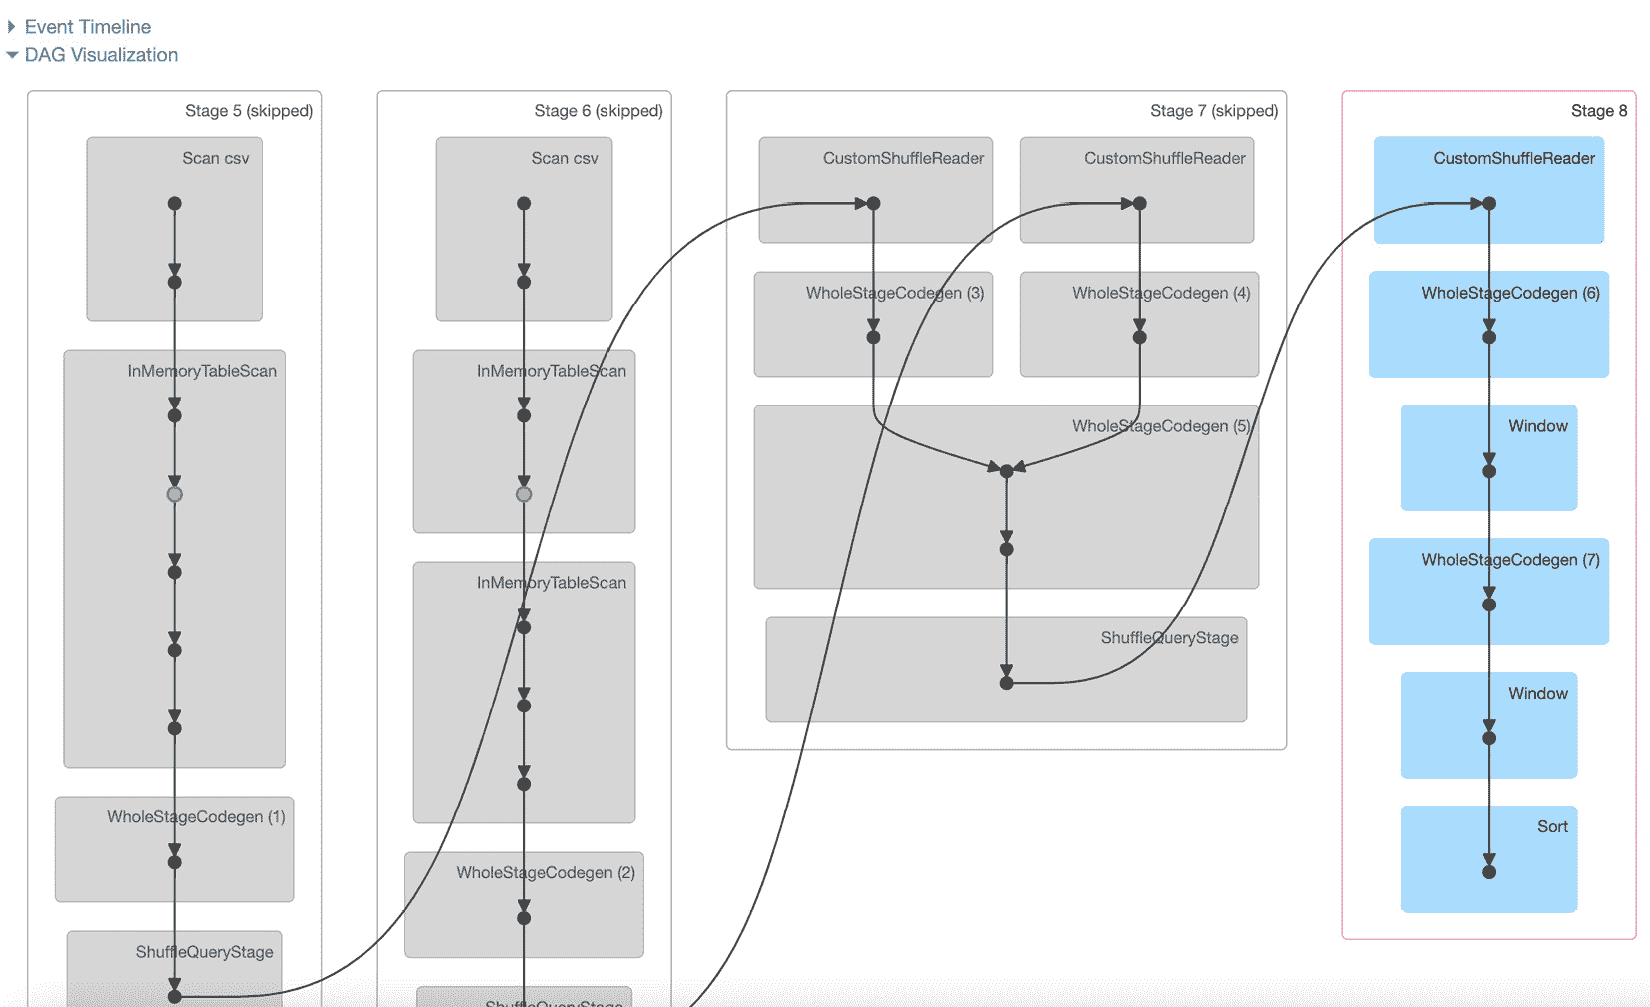 Event Timeline
DAG Visualization
Stage 5 (skipped)
Scan csv
InMemoryTableScan
WholeStageCodegen (1)
ShuffleQueryStage
Stage 6 (skipped)
Scan csv
InMemoryTableScan
InMemoryTableScan
WholeStageCodegen (2)
ShuffleQueryStage
Stage 7 (skipped)
CustomShuffleReader
CustomShuffleReader
WholeStageCodegen (3)
WholeStageCodegen (4)
WholeStageCodegen (5)
ShuffleQueryStage
Stage 8
CustomShuffleReader
WholeStageCodegen (6)
Window
WholeStageCodegen (7)
Window
Sort